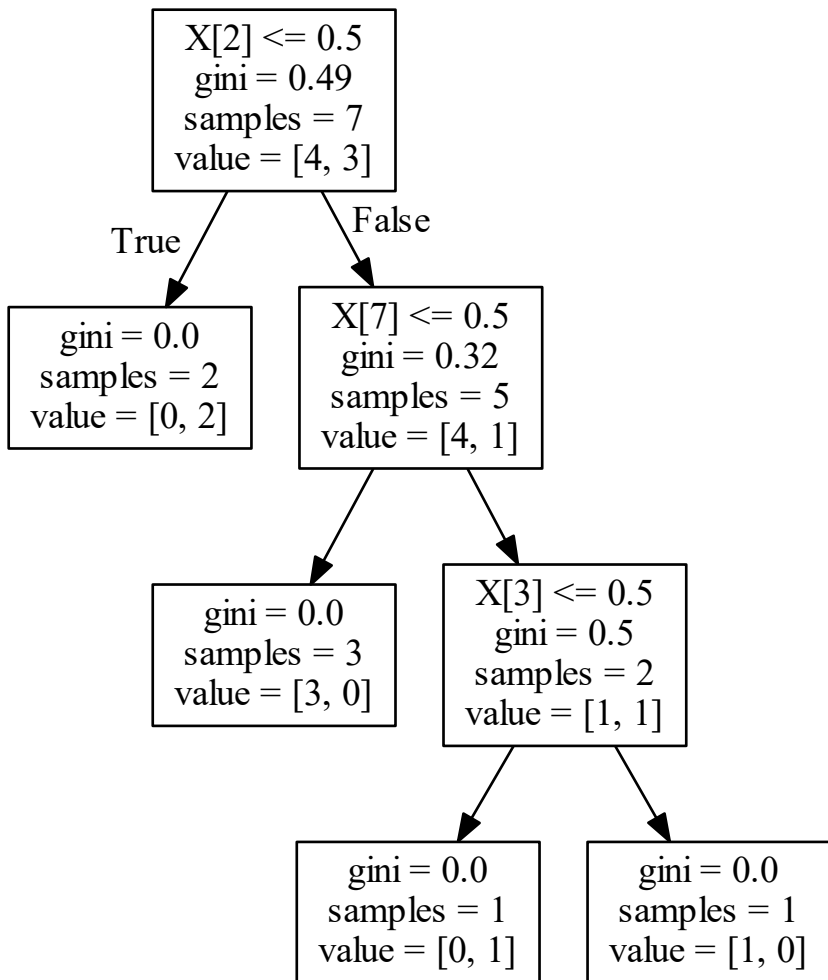 X[2] <= 0.5
gini = 0.49
samples = 7
value = [4, 3]
True
False
gini = 0.0
samples = 2
value = [0, 2]
X[7] <= 0.5
gini = 0.32
samples = 5
value = [4, 1]
gini = 0.0
samples = 3
value = [3, 0]
X[3] <= 0.5
gini = 0.5
samples = 2
value = [1, 1]
gini = 0.0
samples = 1
value = [0, 1]
gini = 0.0
samples = 1
value = [1, 0]